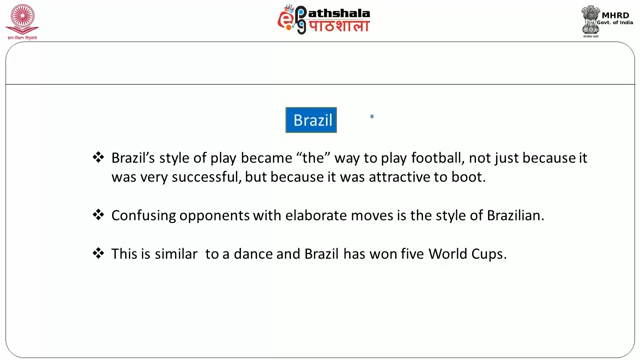 ePathshala
पाठशाला
MHRD
Govt. of India
Brazil
❖ Brazil's style of play became “the” way to play football, not just because it
was very successful, but because it was attractive to boot.
❖ Confusing opponents with elaborate moves is the style of Brazilian.
❖ This is similar to a dance and Brazil has won five World Cups.